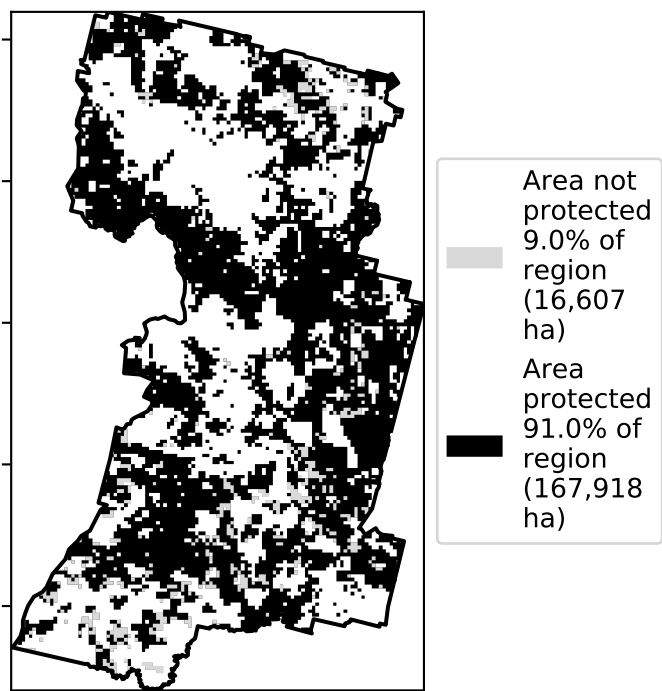 Area not
protected
9.0% of
region
(16,607
ha)
Area
protected
91.0% of
region
(167,918
ha)